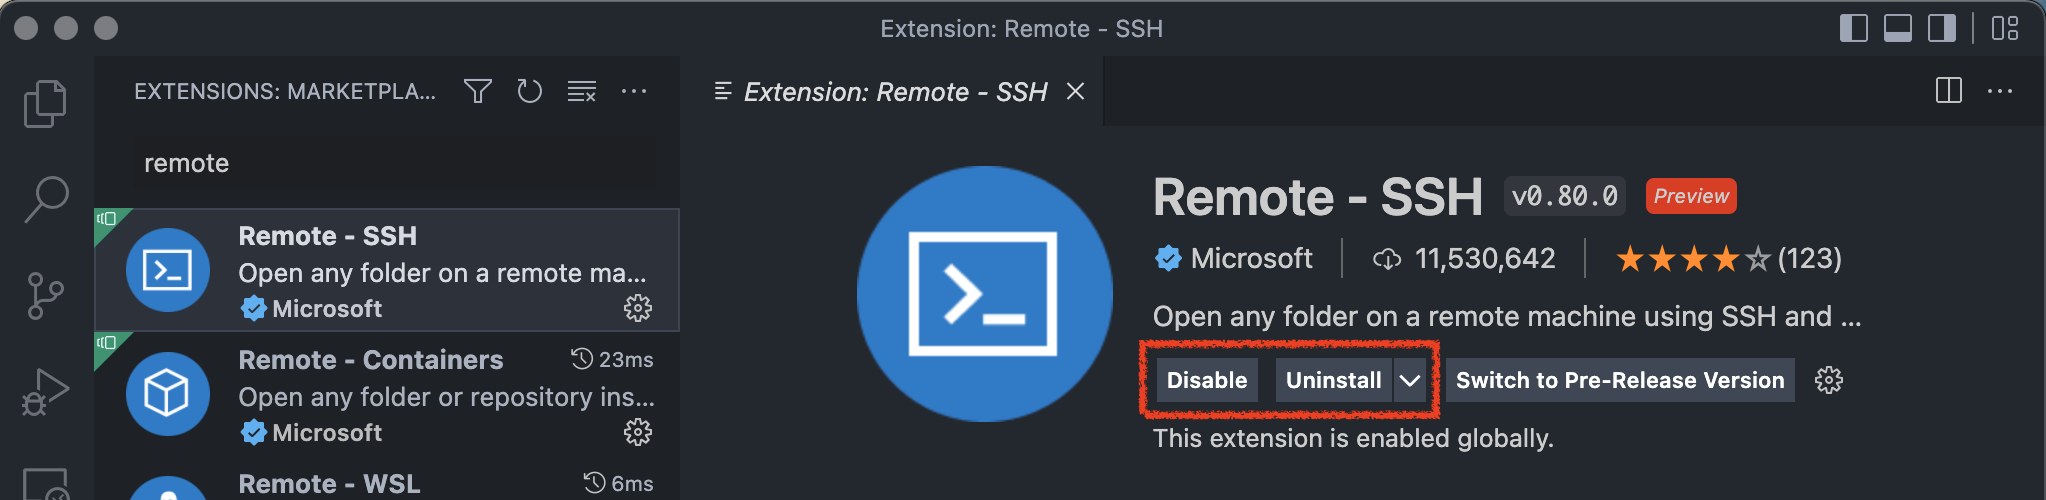 Extension: Remote - SSH
EXTENSIONS: MARKETPLA...
remote
Remote - SSH
Open any folder on a remote ma...
Microsoft
Remote - Containers 23ms
Open any folder or repository ins...
Microsoft
Remote - WSL 6ms
Extension: Remote - SSH
Remote - SSH v0.80.0 Preview
Microsoft 11,530,642 (123)
Open any folder on a remote machine using SSH and ...
Disable Uninstall Switch to Pre-Release Version
This extension is enabled globally.